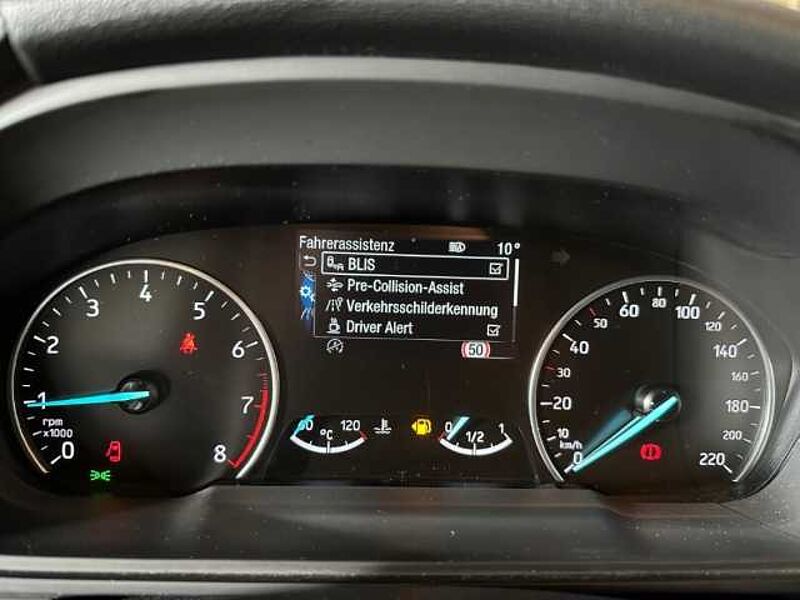 Fahrerassistenz 10°
BLIS
Pre-Collision-Assist
Verkehrsschilderkennung
Driver Alert
50
0 1 2 3 4 5 6 7 8
rpm
x1000
60 120
°C
0 1/2 1
0 10 20 30 40 50 60 80 100 120 140 160 180 200 220
km/h